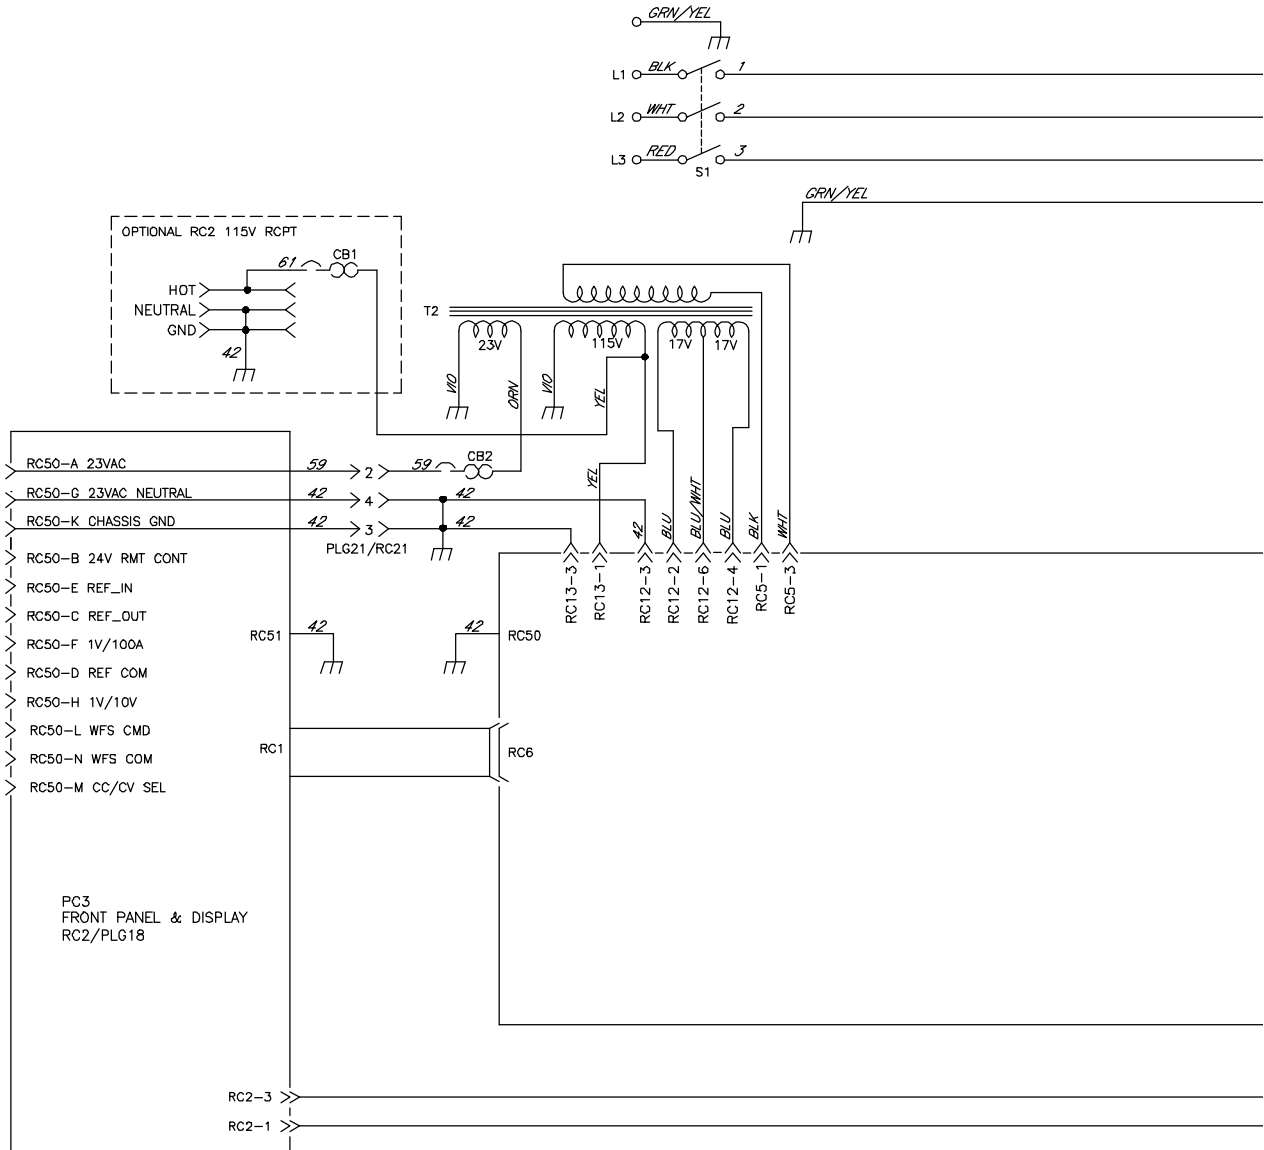 GRN/YEL
L1 BLK 1
L2 WHT 2
L3 RED 3
S1
GRN/YEL
OPTIONAL RC2 115V RCPT
61 CB1
HOT
NEUTRAL
GND
42
T2
23V 115V 17V 17V
VIO ORN VIO YEL
RC50-A 23VAC 59 2 59 CB2
RC50-G 23VAC NEUTRAL 42 4 42
RC50-K CHASSIS GND 42 3 42
PLG21/RC21
YEL 42 BLU BLU/WHT BLU BLK WHT
RC13-3 RC13-1 RC12-3 RC12-2 RC12-6 RC12-4 RC5-1 RC5-3
RC50-B 24V RMT CONT
RC50-E REF_IN
RC50-C REF_OUT
RC51 42 42 RC50
RC50-F 1V/100A
RC50-D REF COM
RC50-H 1V/10V
RC50-L WFS CMD
RC1 RC6
RC50-N WFS COM
RC50-M CC/CV SEL
PC3
FRONT PANEL & DISPLAY
RC2/PLG18
RC2-3
RC2-1